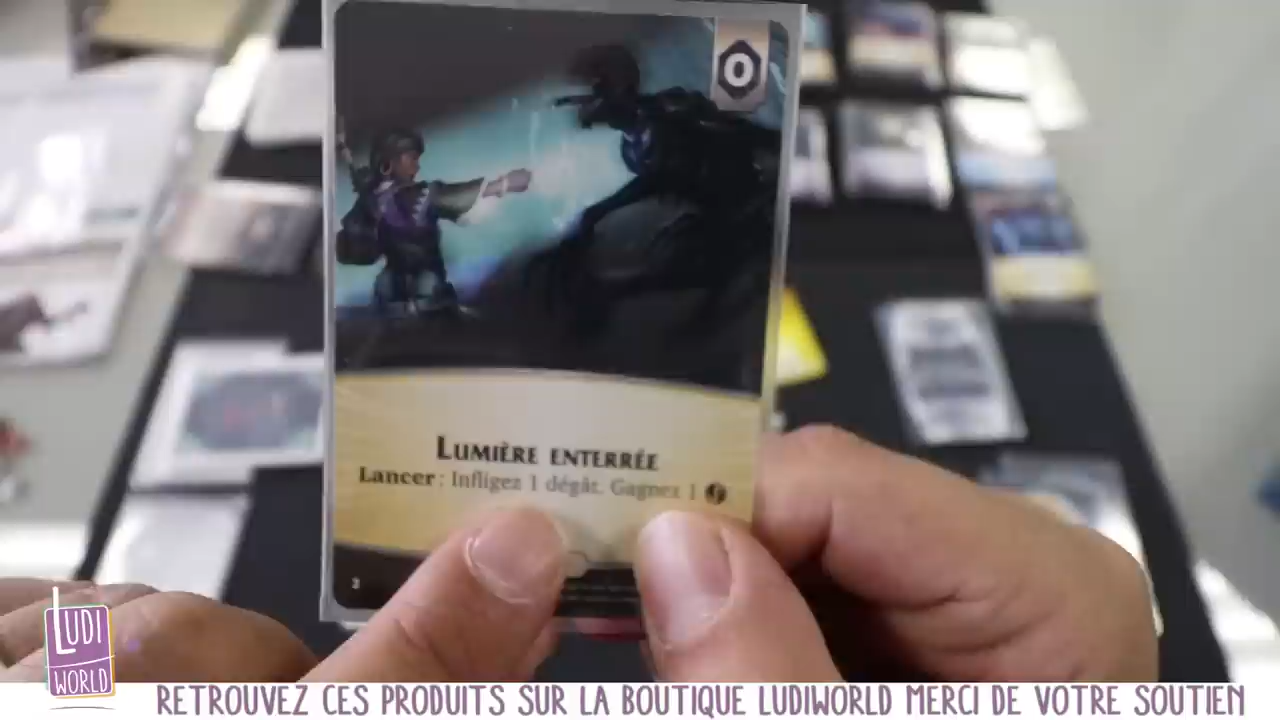 0
LUMIÈRE ENTERRÉE
Lancer : Infligez 1 dégât. Gagnez 1
LUDI
WORLD
RETROUVEZ CES PRODUITS SUR LA BOUTIQUE LUDIWORLD MERCI DE VOTRE SOUTIEN